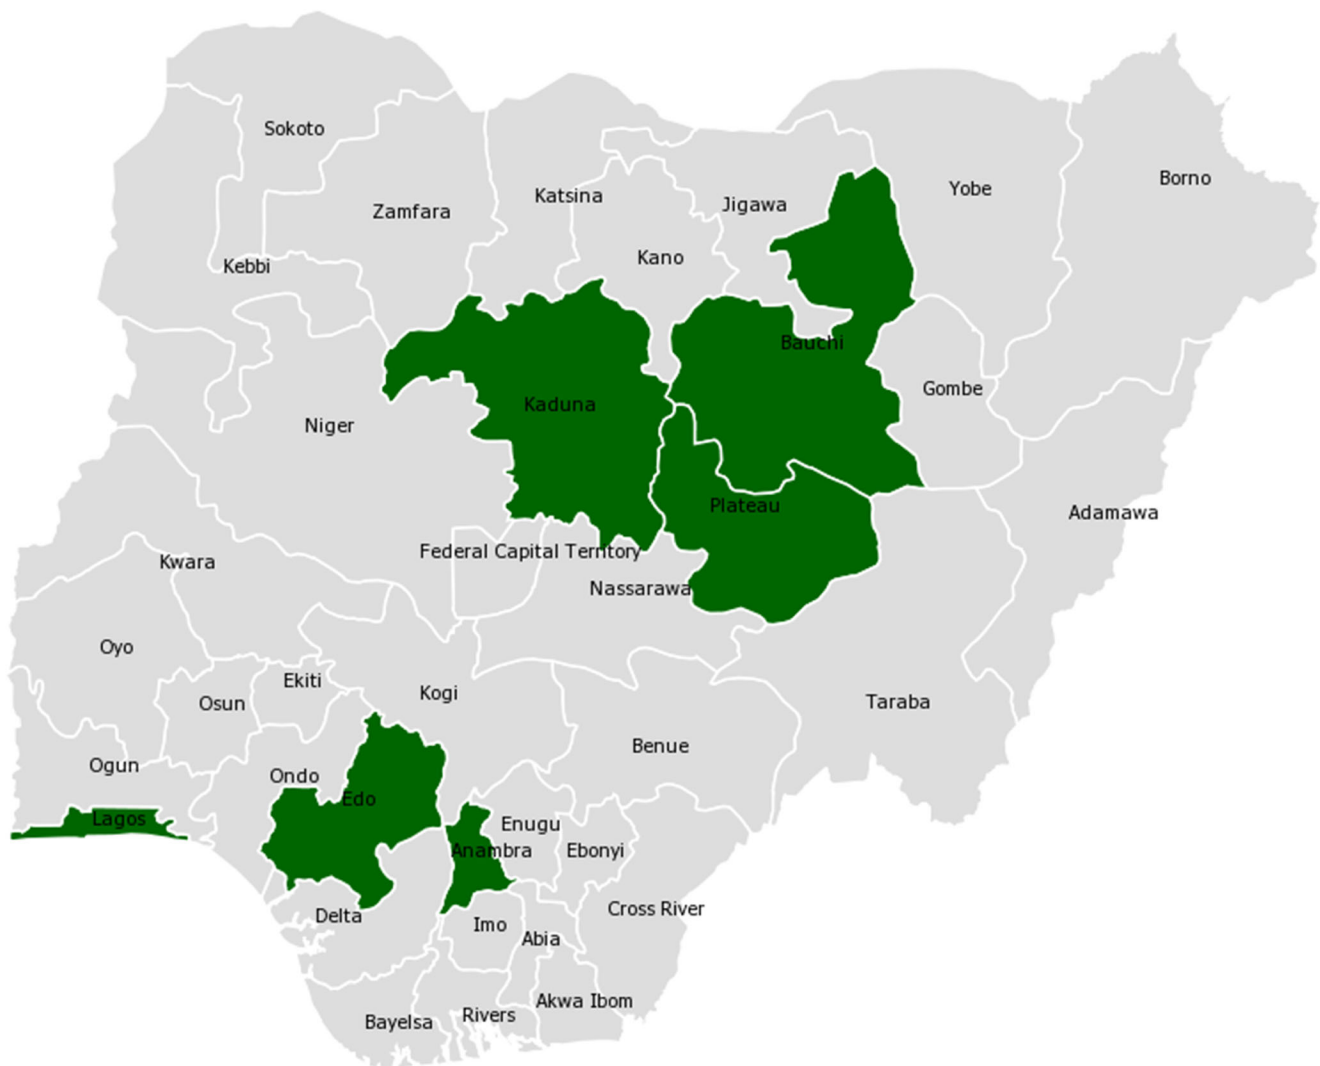 Sokoto
Borno
Yobe
Katsina
Jigawa
Zamfara
Kano
Kebbi
Bauchi
Gombe
Kaduna
Niger
Plateau
Adamawa
Federal Capital Territory
Kwara
Nassarawa
Oyo
Ekiti
Kogi
Osun
Taraba
Benue
Ogun
Ondo
Edo
Lagos
Enugu
Anambra
Ebonyi
Cross River
Delta
Imo
Abia
Akwa Ibom
Rivers
Bayelsa